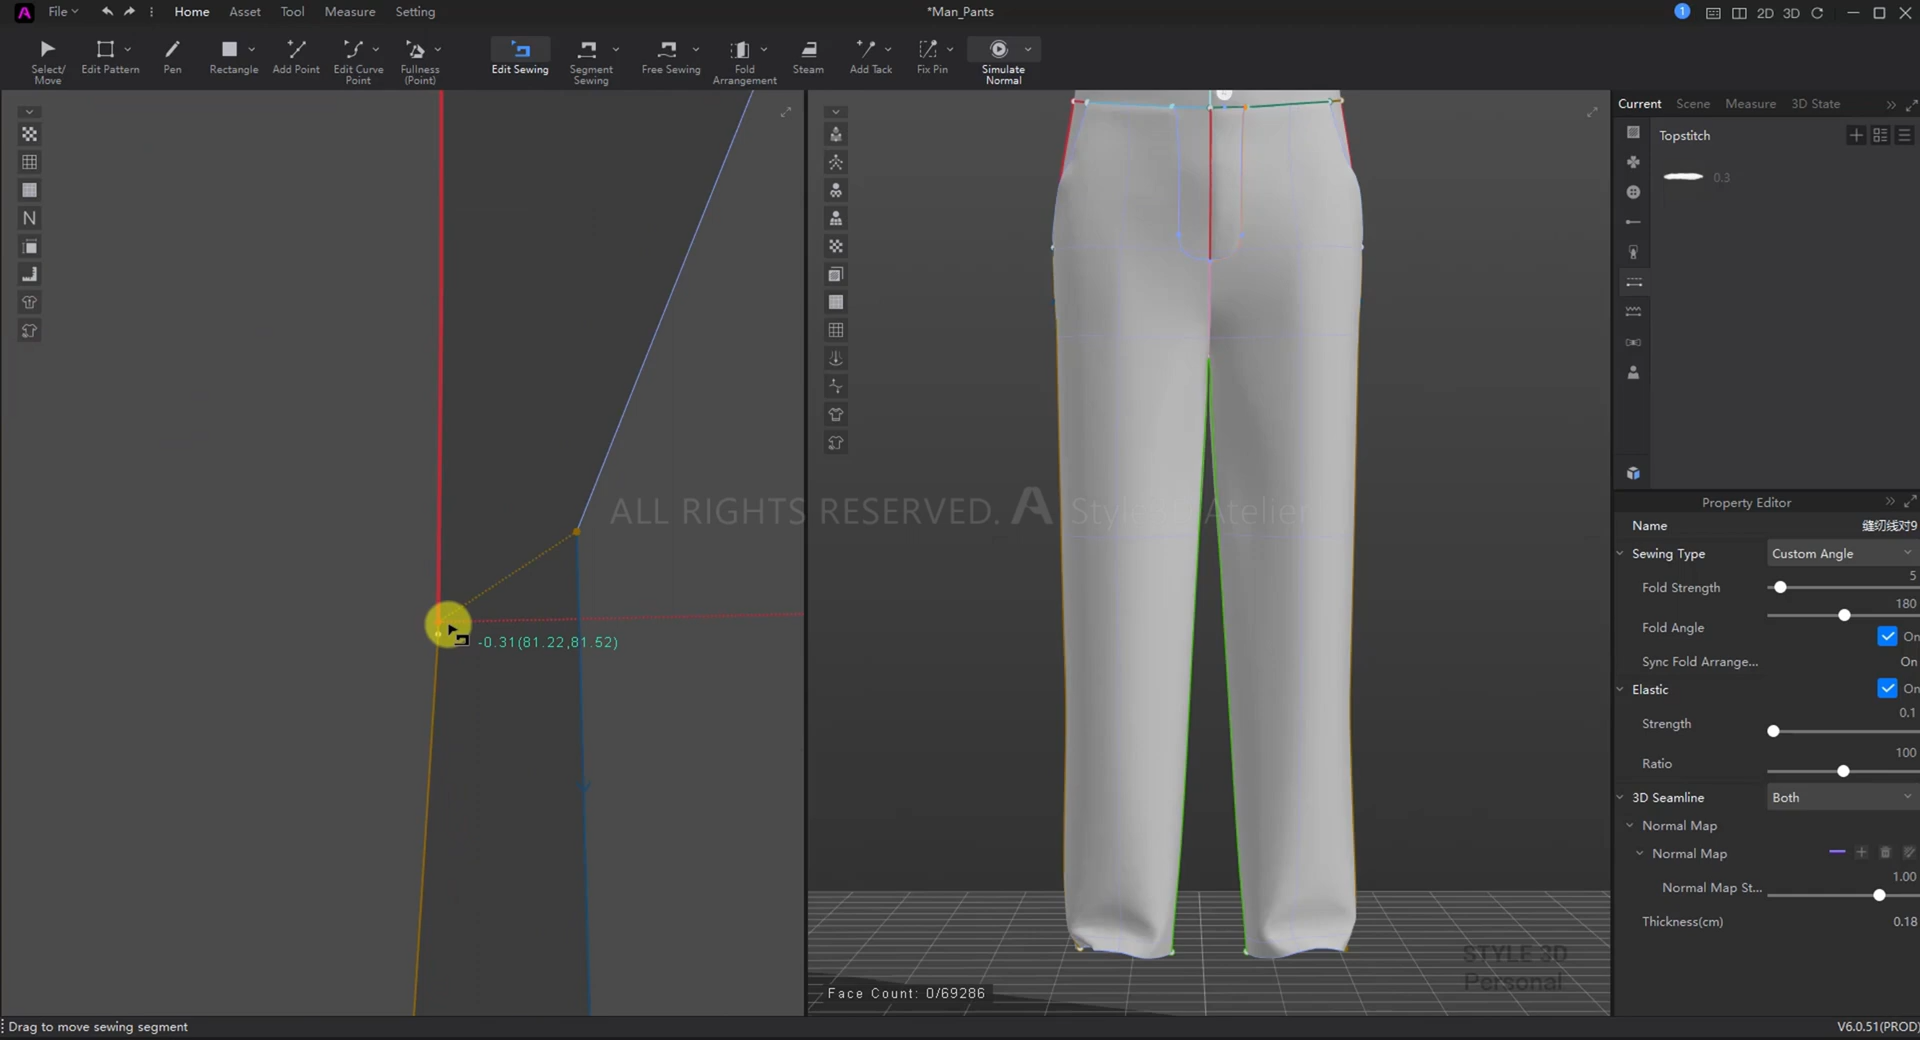 File
Home
Asset
Tool
Measure
Setting
*Man_Pants
1
2D
3D
Select/
Move
Edit Pattern
Pen
Rectangle
Add Point
Edit Curve
Point
Fullness
(Point)
Edit Sewing
Segment
Sewing
Free Sewing
Fold
Arrangement
Steam
Add Tack
Fix Pin
Simulate
Normal
N
-0.31(81.22,81.52)
ALL RIGHTS RESERVED.
Atelier
STYLE 3D
Personal
Face Count: 0/69286
Current
Scene
Measure
3D State
Topstitch
0.3
Property Editor
Name
缝纫线对9
Sewing Type
Custom Angle
Fold Strength
5
180
Fold Angle
On
Sync Fold Arrange...
On
Elastic
On
Strength
0.1
Ratio
100
3D Seamline
Both
Normal Map
Normal Map
1.00
Normal Map St...
Thickness(cm)
0.18
Drag to move sewing segment
V6.0.51(PROD)